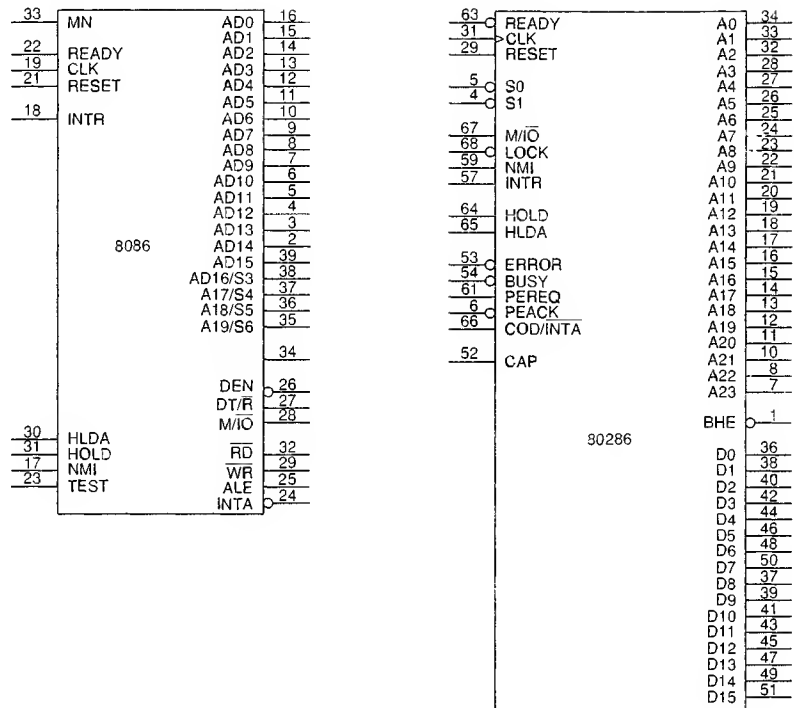 33 MN AD0 16
AD1 15
22 READY AD2 14
19 CLK AD3 13
21 RESET AD4 12
AD5 11
18 INTR AD6 10
AD7 9
AD8 8
AD9 7
AD10 6
AD11 5
AD12 4
AD13 3
8086 AD14 2
AD15 39
AD16/S3 38
A17/S4 37
A18/S5 36
A19/S6 35
34
DEN 26
DT/R̅ 27
M/I̅O̅ 28
30 HLDA
31 HOLD R̅D̅ 32
17 NMI W̅R̅ 29
23 TEST ALE 25
INTA 24
63 READY A0 34
31 CLK A1 33
29 RESET A2 32
A3 28
5 S0 A4 27
4 S1 A5 26
A6 25
67 M/I̅O̅ A7 24
68 LOCK A8 23
59 NMI A9 22
57 INTR A10 21
A11 20
64 HOLD A12 19
65 HLDA A13 18
A14 17
53 ERROR A15 16
54 BUSY A16 15
61 PEREQ A17 14
6 PEACK A18 13
66 COD/I̅N̅T̅A̅ A19 12
A20 11
52 CAP A21 10
A22 8
A23 7
BHE 1
80286
D0 36
D1 38
D2 40
D3 42
D4 44
D5 46
D6 48
D7 50
D8 37
D9 39
D10 41
D11 43
D12 45
D13 47
D14 49
D15 51